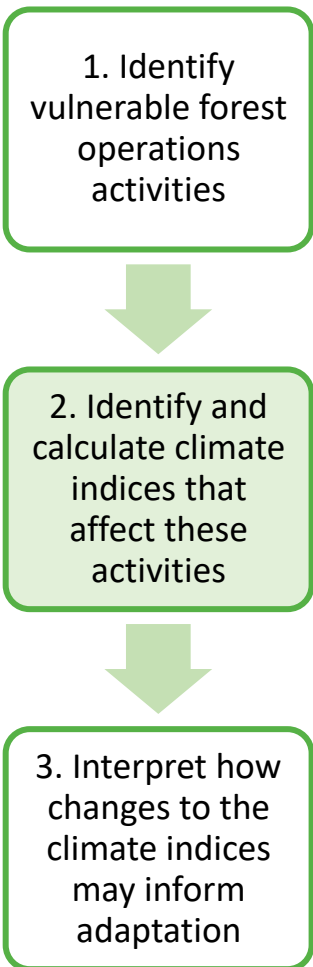 1. Identify
vulnerable forest
operations
activities
2. Identify and
calculate climate
indices that
affect these
activities
3. Interpret how
changes to the
climate indices
may inform
adaptation